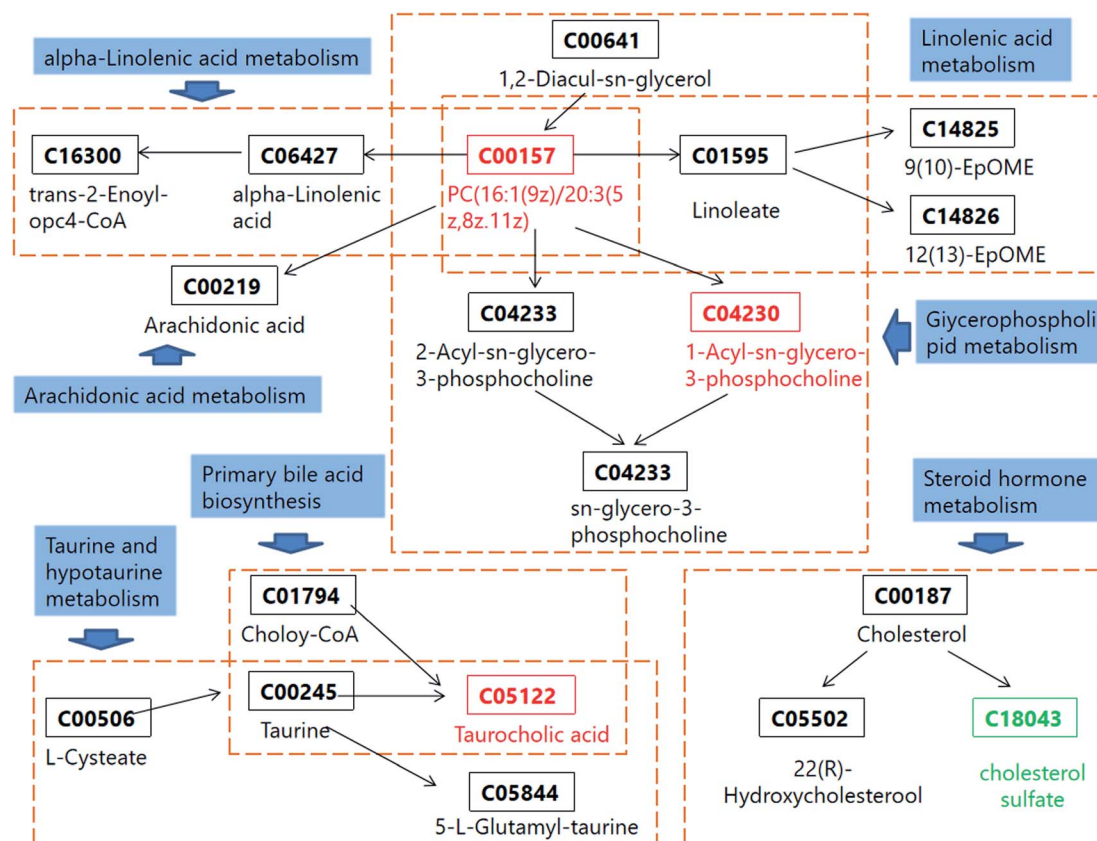 C00641
1,2-Diacul-sn-glycerol
alpha-Linolenic acid metabolism
Linolenic acid
metabolism
C16300
trans-2-Enoyl-
opc4-CoA
C06427
alpha-Linolenic
acid
C00157
PC(16:1(9z)/20:3(5
z,8z.11z)
C01595
Linoleate
C14825
9(10)-EpOME
C14826
12(13)-EpOME
C00219
Arachidonic acid
Arachidonic acid metabolism
C04233
2-Acyl-sn-glycero-
3-phosphocholine
C04230
1-Acyl-sn-glycero-
3-phosphocholine
Giycerophospholi
pid metabolism
C04233
sn-glycero-3-
phosphocholine
Primary bile acid
biosynthesis
Taurine and
hypotaurine
metabolism
Steroid hormone
metabolism
C01794
Choloy-CoA
C00506
L-Cysteate
C00245
Taurine
C05122
Taurocholic acid
C05844
5-L-Glutamyl-taurine
C00187
Cholesterol
C05502
22(R)-
Hydroxycholesterool
C18043
cholesterol
sulfate